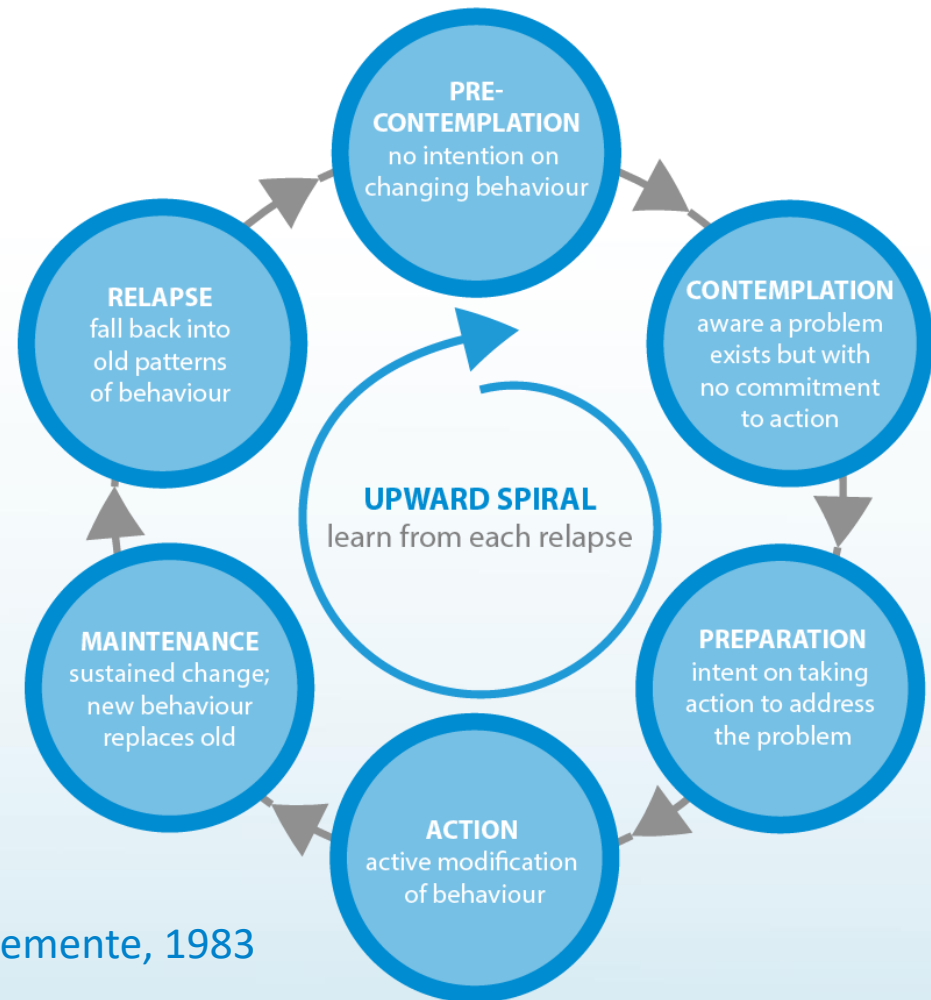 PRE-
CONTEMPLATION
no intention on
changing behaviour
CONTEMPLATION
aware a problem
exists but with
no commitment
to action
PREPARATION
intent on taking
action to address
the problem
ACTION
active modification
of behaviour
MAINTENANCE
sustained change;
new behaviour
replaces old
RELAPSE
fall back into
old patterns
of behaviour
UPWARD SPIRAL
learn from each relapse
emente, 1983